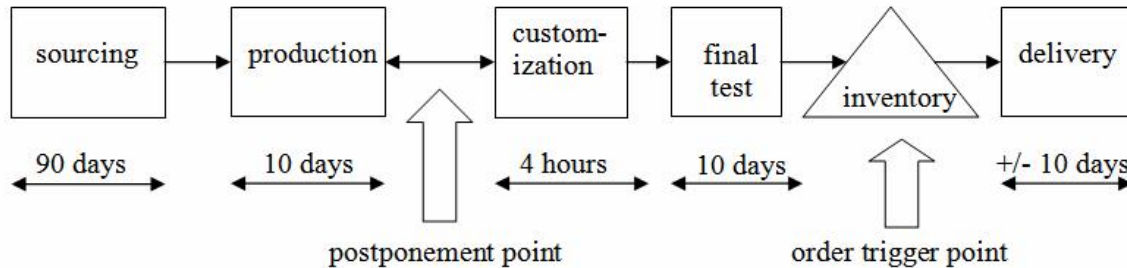 sourcing
production
custom-
ization
final
test
inventory
delivery
90 days
10 days
4 hours
10 days
+/- 10 days
postponement point
order trigger point